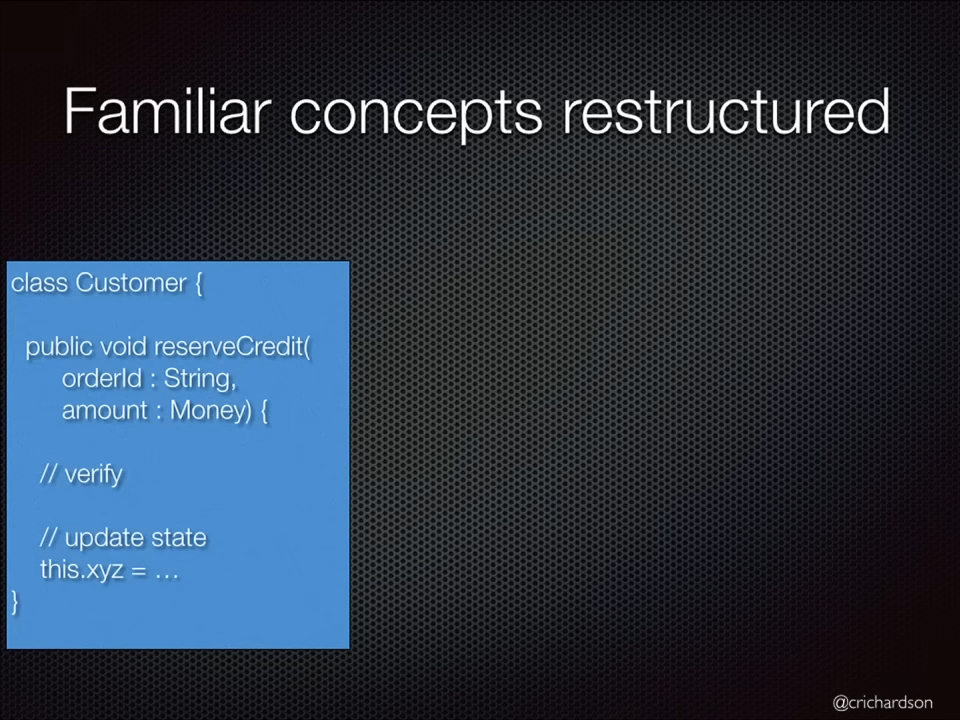 Familiar concepts restructured
class Customer {
public void reserveCredit(
orderId : String,
amount : Money) {
// verify
// update state
this.xyz = …
}
@crichardson